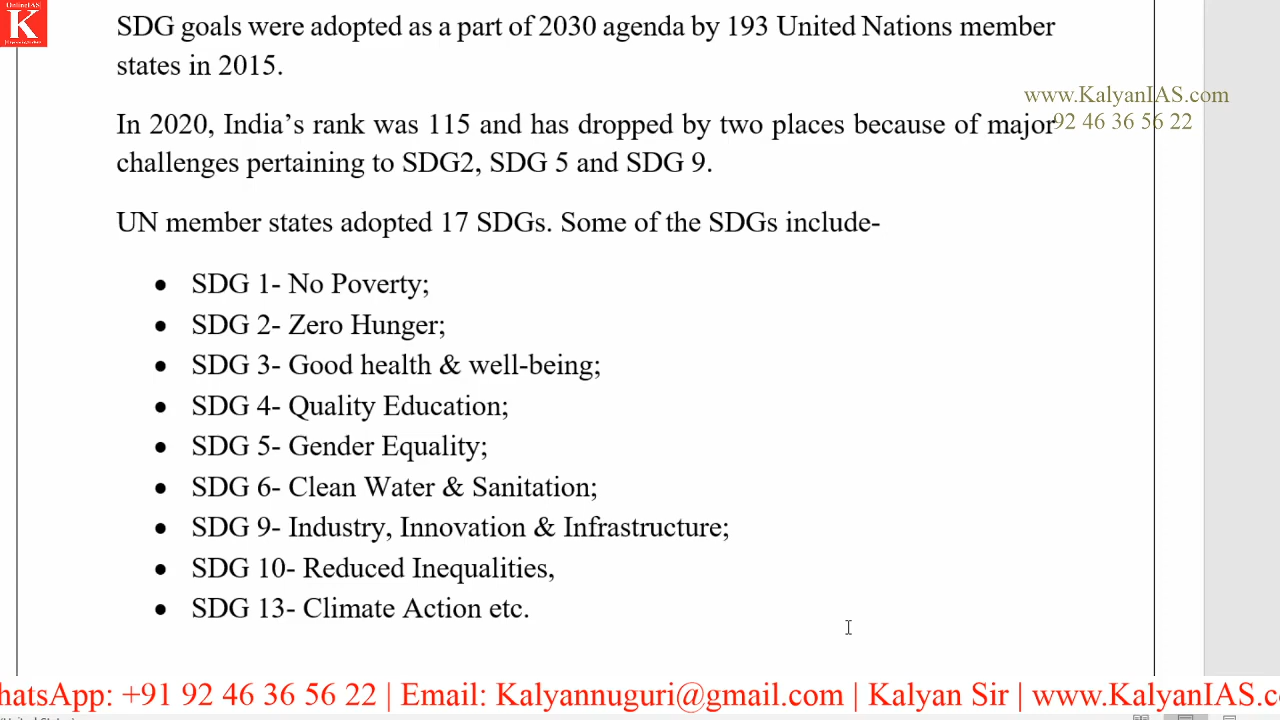 OnlineIAS
K
SDG goals were adopted as a part of 2030 agenda by 193 United Nations member
states in 2015.
www.KalyanIAS.com
In 2020, India's rank was 115 and has dropped by two places because of major
92 46 36 56 22
challenges pertaining to SDG2, SDG 5 and SDG 9.
UN member states adopted 17 SDGs. Some of the SDGs include-
• SDG 1- No Poverty;
• SDG 2- Zero Hunger;
• SDG 3- Good health & well-being;
• SDG 4- Quality Education;
• SDG 5- Gender Equality;
• SDG 6- Clean Water & Sanitation;
• SDG 9- Industry, Innovation & Infrastructure;
• SDG 10- Reduced Inequalities,
• SDG 13- Climate Action etc.
hatsApp: +91 92 46 36 56 22 | Email: Kalyannuguri@gmail.com | Kalyan Sir | www.KalyanIAS.c